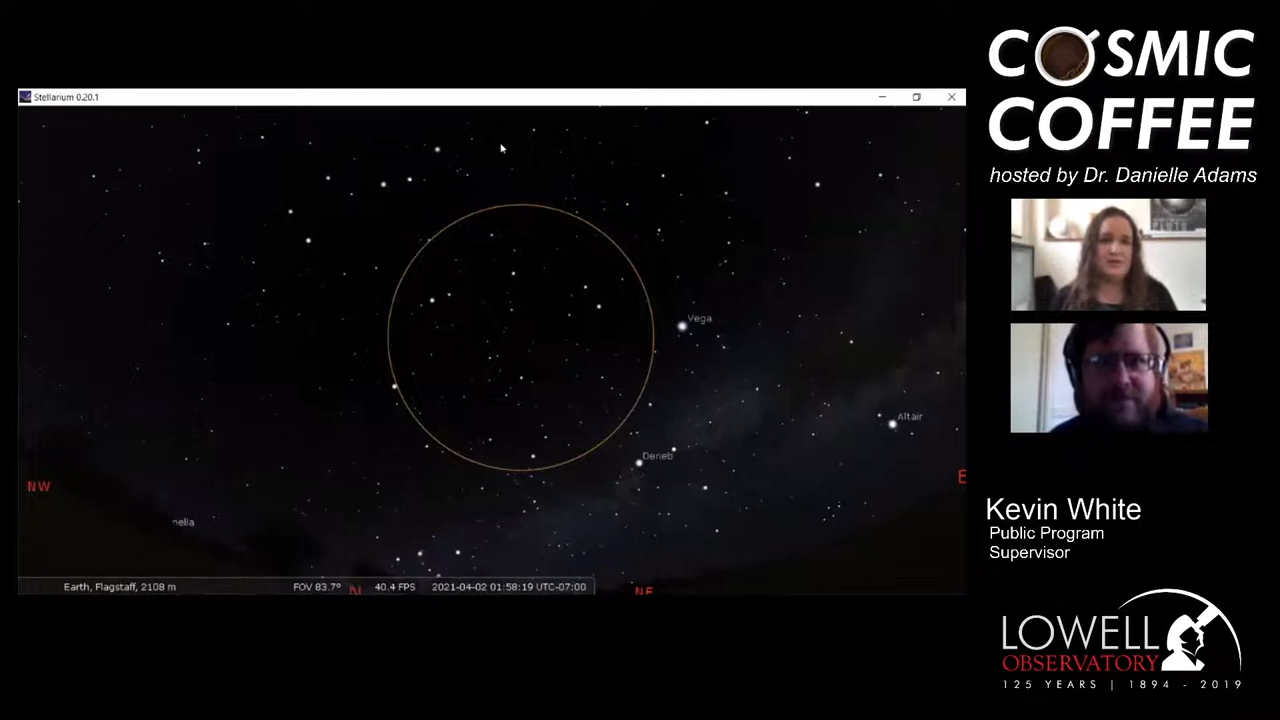 Stellarium 0.20.1
Vega
Altair
Deneb
NW
E
nella
Earth, Flagstaff, 2108 m
FOV 83.7°
N
40.4 FPS
2021-04-02 01:58:19 UTC-07:00
NE
COSMIC
COFFEE
hosted by Dr. Danielle Adams
Kevin White
Public Program
Supervisor
LOWELL
OBSERVATORY
125 YEARS | 1894 - 2019